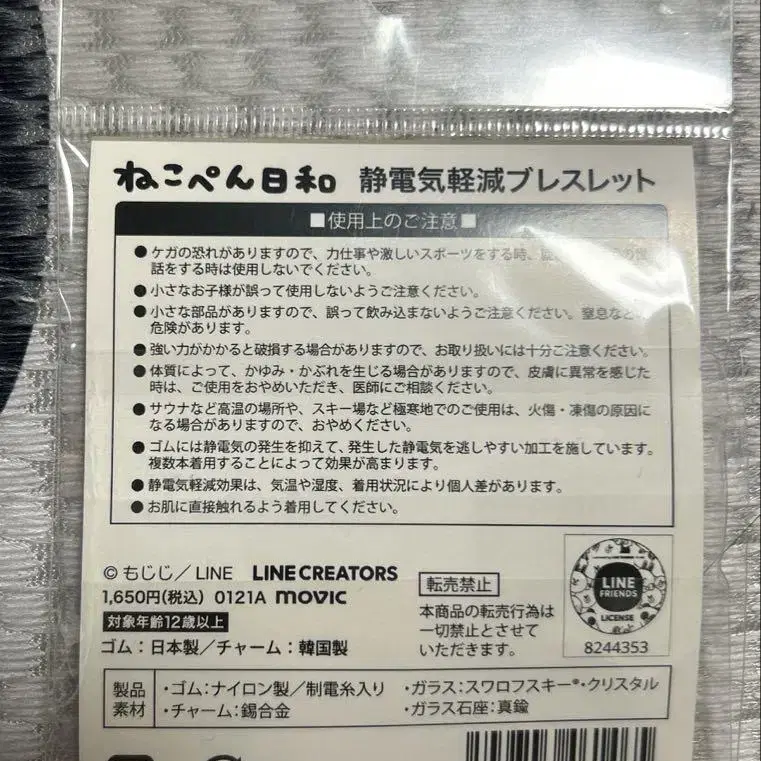 ねこぺん日和 静電気軽減ブレスレット
■使用上のご注意■
●ケガの恐れがありますので、力仕事や激しいスポーツをする時、
話をする時は使用しないでください。
●小さなお子様が誤って使用しないようご注意ください。
●小さな部品がありますので、誤って飲み込まないようご注意ください。窒息など
危険があります。
●強い力がかかると破損する場合がありますので、お取り扱いには十分ご注意ください。
●体質によって、かゆみ・かぶれを生じる場合がありますので、皮膚に異常を感じた
時は、ご使用をおやめいただき、医師にご相談ください。
●サウナなど高温の場所や、スキー場など極寒地でのご使用は、火傷・凍傷の原因に
なる場合がありますので、おやめください。
●ゴムには静電気の発生を抑えて、発生した静電気を逃しやすい加工を施しています。
複数本着用することによって効果が高まります。
●静電気軽減効果は、気温や湿度、着用状況により個人差があります。
●お肌に直接触れるよう着用してください。
© もじじ／LINE LINE CREATORS
1,650円(税込) 0121A movic
対象年齢12歳以上
ゴム：日本製／チャーム：韓国製
転売禁止
本商品の転売行為は
一切禁止とさせて
いただきます。
LINE
FRIENDS
LICENSE
8244353
製品
素材
・ゴム：ナイロン製／制電糸入り ・ガラス：スワロフスキー®・クリスタル
・チャーム：錫合金 ・ガラス石座：真鍮